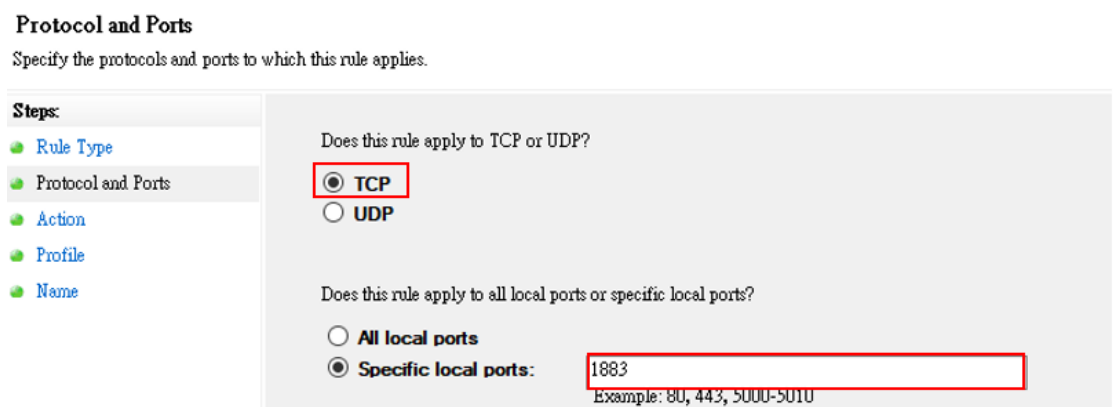 Protocol and Ports
Specify the protocols and ports to which this rule applies.
Steps:
Rule Type
Protocol and Ports
Action
Profile
Name
Does this rule apply to TCP or UDP?
TCP
UDP
Does this rule apply to all local ports or specific local ports?
All local ports
Specific local ports: 1883
Example: 80, 443, 5000-5010